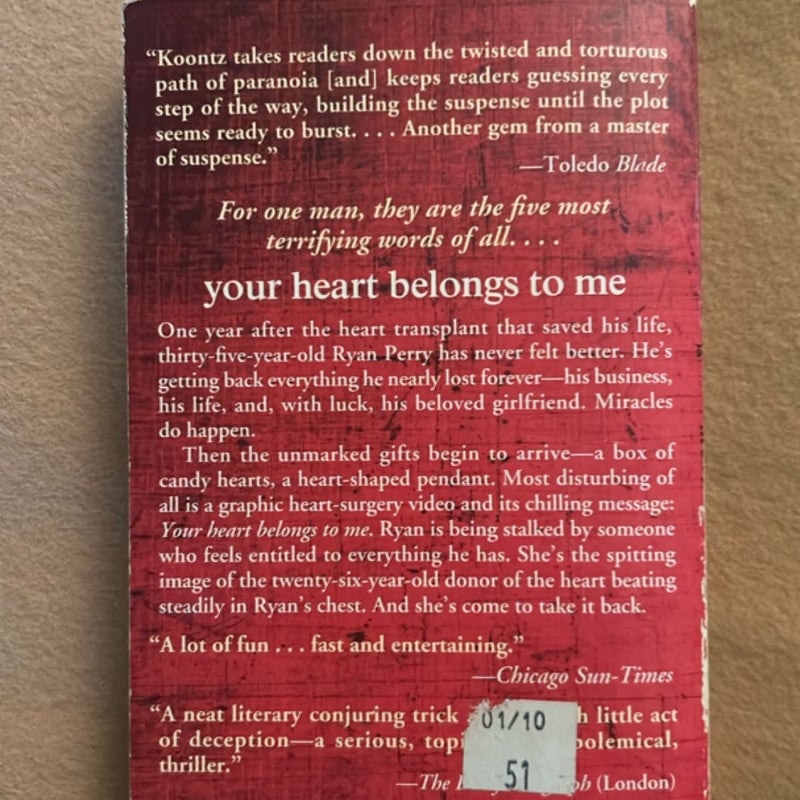 “Koontz takes readers down the twisted and torturous
path of paranoia [and] keeps readers guessing every
step of the way, building the suspense until the plot
seems ready to burst. . . . Another gem from a master
of suspense.”
—Toledo Blade
For one man, they are the five most
terrifying words of all. . . .
your heart belongs to me
One year after the heart transplant that saved his life,
thirty-five-year-old Ryan Perry has never felt better. He’s
getting back everything he nearly lost forever—his business,
his life, and, with luck, his beloved girlfriend. Miracles
do happen.
Then the unmarked gifts begin to arrive—a box of
candy hearts, a heart-shaped pendant. Most disturbing of
all is a graphic heart-surgery video and its chilling message:
Your heart belongs to me. Ryan is being stalked by someone
who feels entitled to everything he has. She’s the spitting
image of the twenty-six-year-old donor of the heart beating
steadily in Ryan’s chest. And she’s come to take it back.
“A lot of fun . . . fast and entertaining.”
—Chicago Sun-Times
“A neat literary conjuring trick little act
of deception—a serious, thriller.”
—The (London)
01/10
51